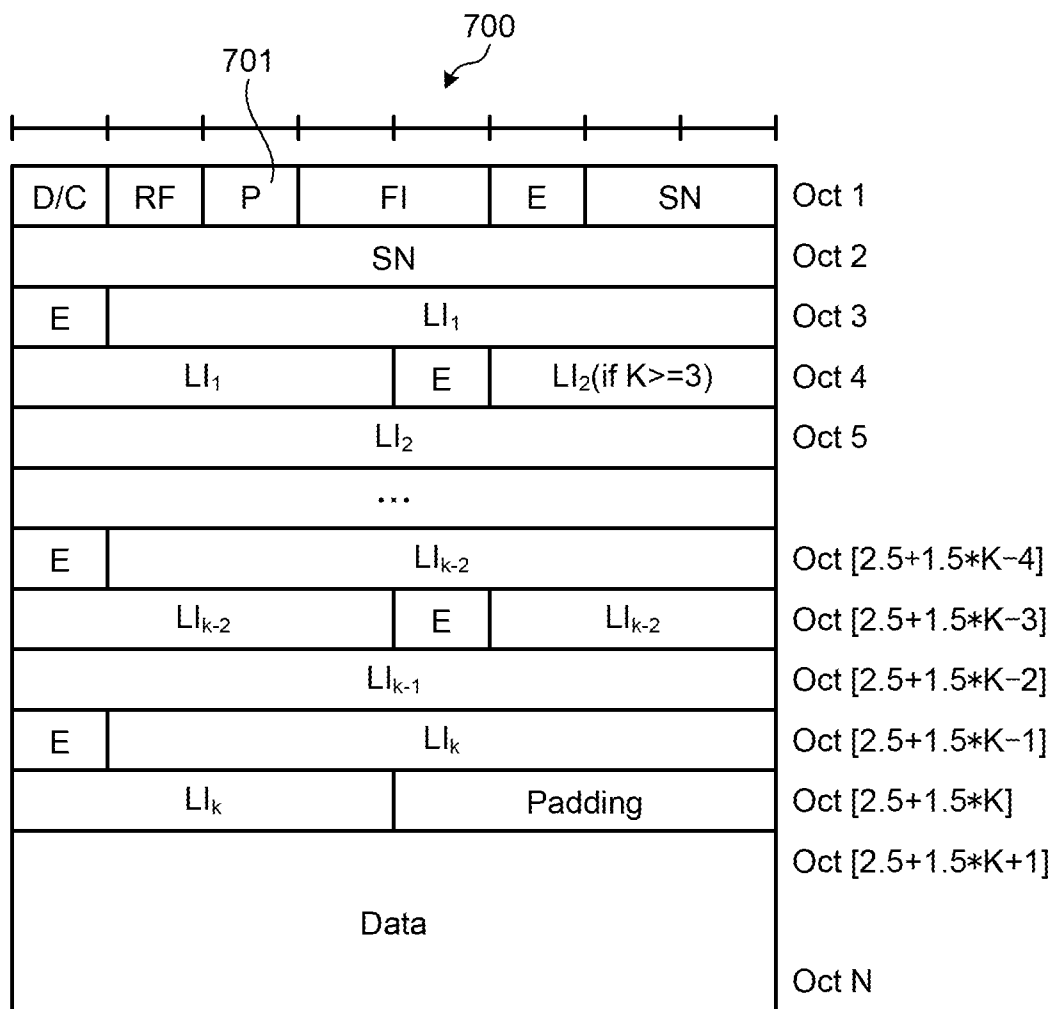 700
701
D/C RF P FI E SN Oct 1
SN Oct 2
E LI₁ Oct 3
LI₁ E LI₂(if K>=3) Oct 4
LI₂ Oct 5
...
E LIₖ₋₂ Oct [2.5+1.5*K-4]
LIₖ₋₂ E LIₖ₋₂ Oct [2.5+1.5*K-3]
LIₖ₋₁ Oct [2.5+1.5*K-2]
E LIₖ Oct [2.5+1.5*K-1]
LIₖ Padding Oct [2.5+1.5*K]
Oct [2.5+1.5*K+1]
Data
Oct N